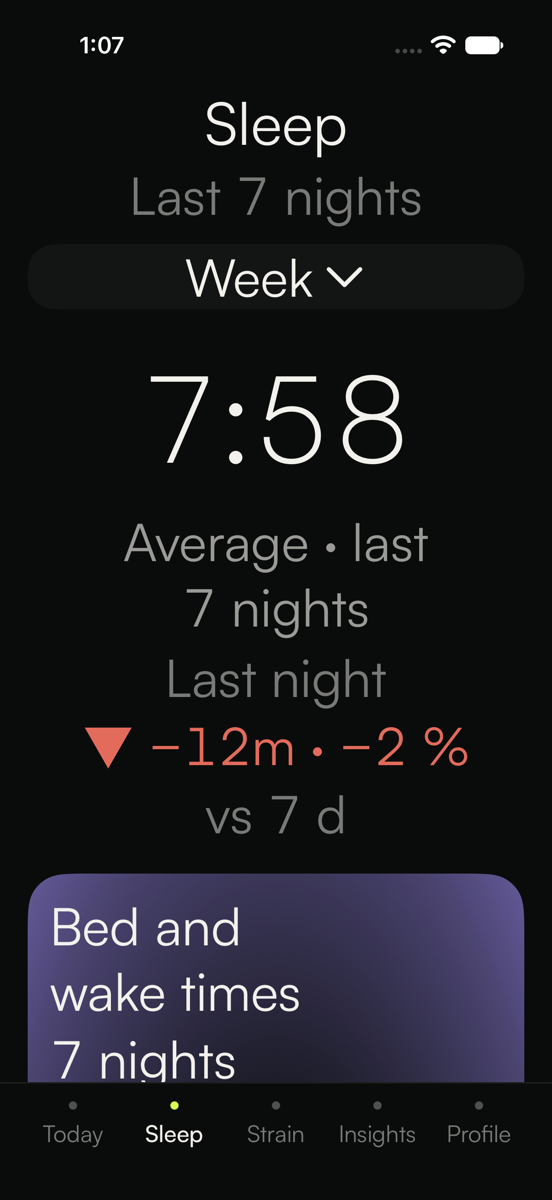 1:07
Sleep
Last 7 nights
Week
7:58
Average · last
7 nights
Last night
▼ −12m · −2 %
vs 7 d
Bed and
wake times
7 nights
Today
Sleep
Strain
Insights
Profile